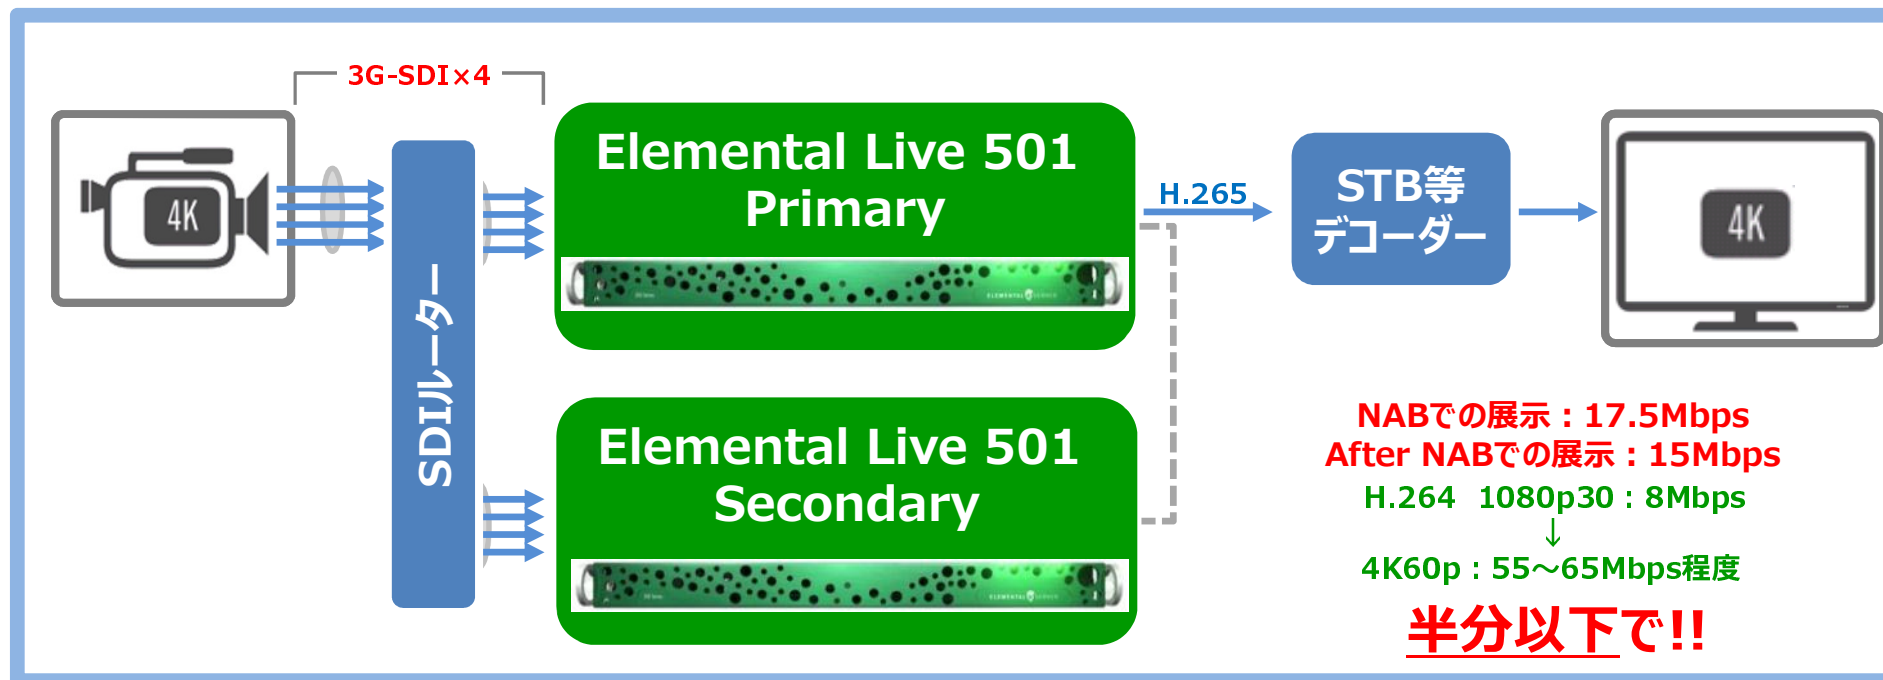 3G-SDI×4
4K
SDIルーター
Elemental Live 501
Primary
H.265
STB等
デコーダー
4K
Elemental Live 501
Secondary
NABでの展示：17.5Mbps
After NABでの展示：15Mbps
H.264 1080p30：8Mbps
↓
4K60p：55～65Mbps程度
半分以下で!!